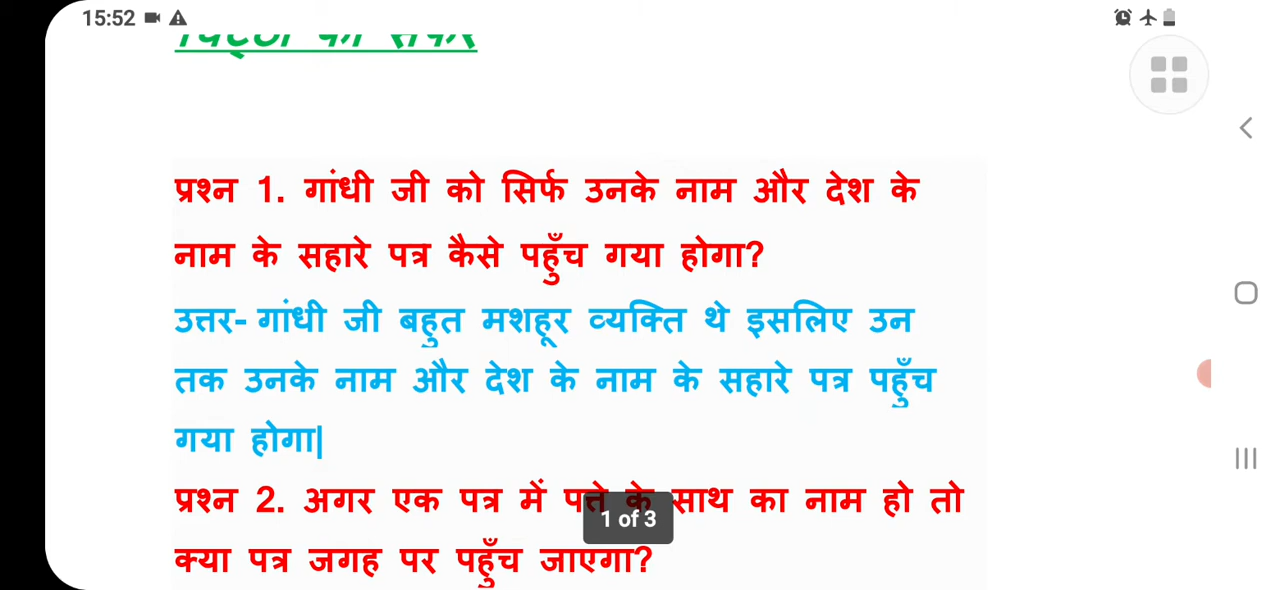 15:52
प्रश्न 1. गांधी जी को सिर्फ उनके नाम और देश के
नाम के सहारे पत्र कैसे पहुँच गया होगा?
उत्तर- गांधी जी बहुत मशहूर व्यक्ति थे इसलिए उन
तक उनके नाम और देश के नाम के सहारे पत्र पहुँच
गया होगा|
प्रश्न 2. अगर एक पत्र में पते के साथ का नाम हो तो
1 of 3
क्या पत्र जगह पर पहुँच जाएगा?